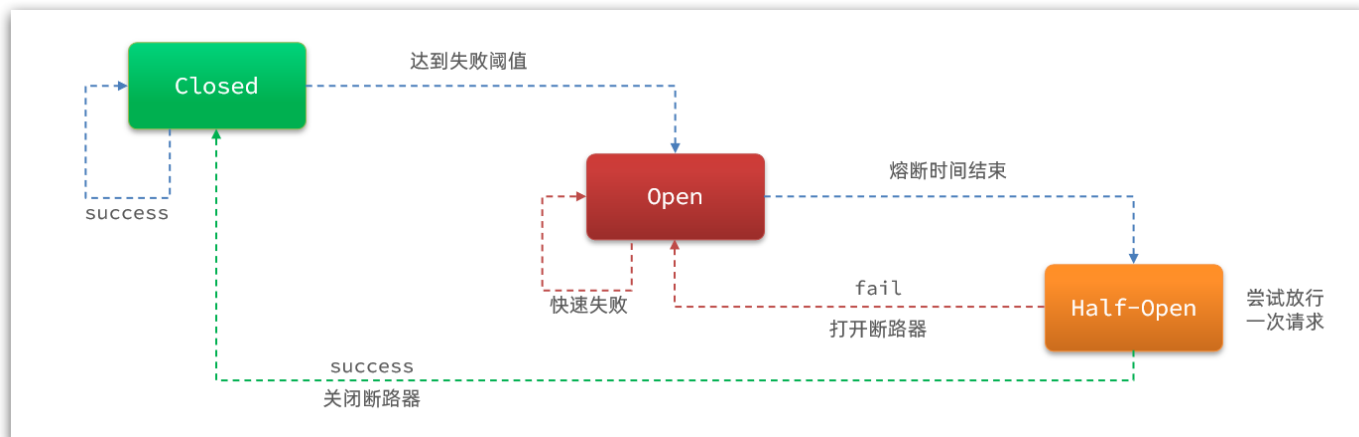 Closed
达到失败阈值
success
Open
熔断时间结束
快速失败
fail
打开断路器
Half-Open
尝试放行
一次请求
success
关闭断路器